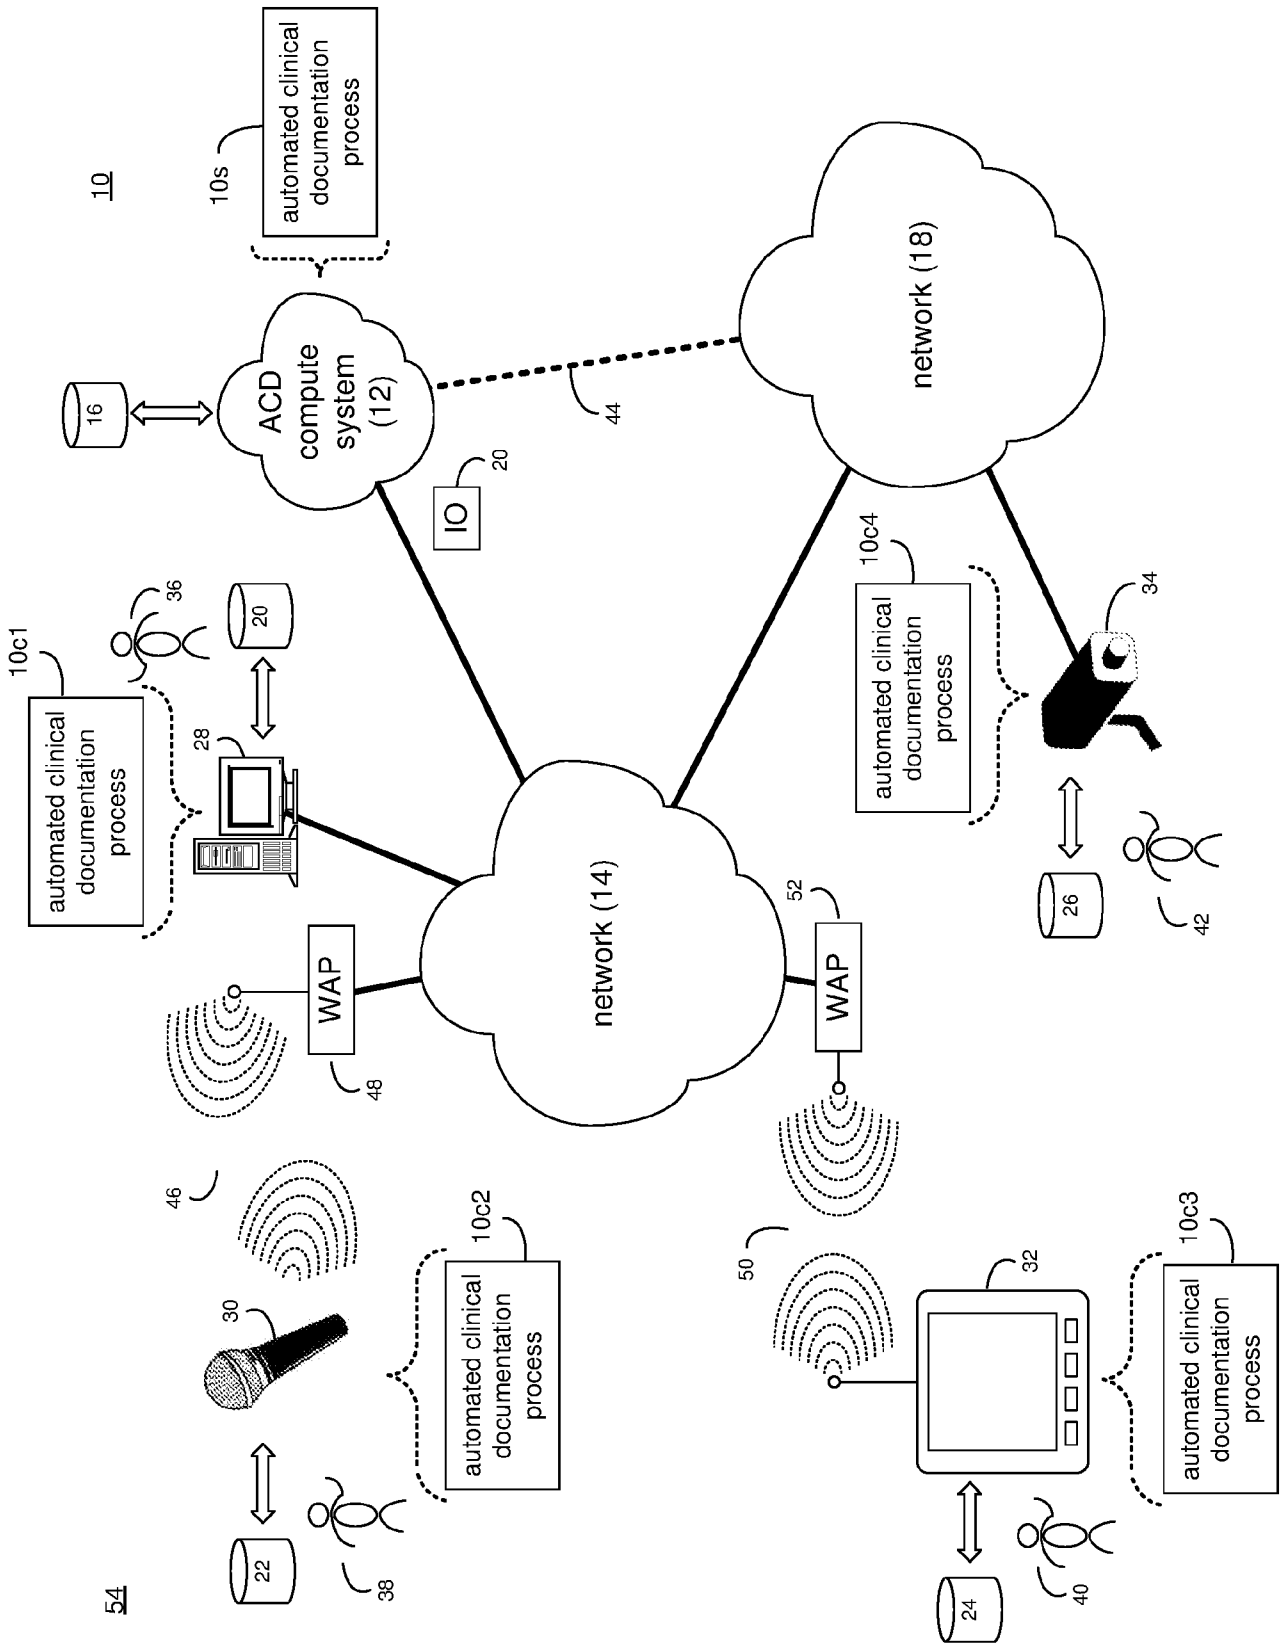 54
10
10c1
automated clinical
documentation
process
36
28
20
16
10s
automated clinical
documentation
process
ACD
compute
system
(12)
46
WAP
48
22
38
30
automated clinical
documentation
process
10c2
IO
20
44
network (14)
50
WAP
52
network (18)
24
40
32
automated clinical
documentation
process
10c3
automated clinical
documentation
process
10c4
26
42
34